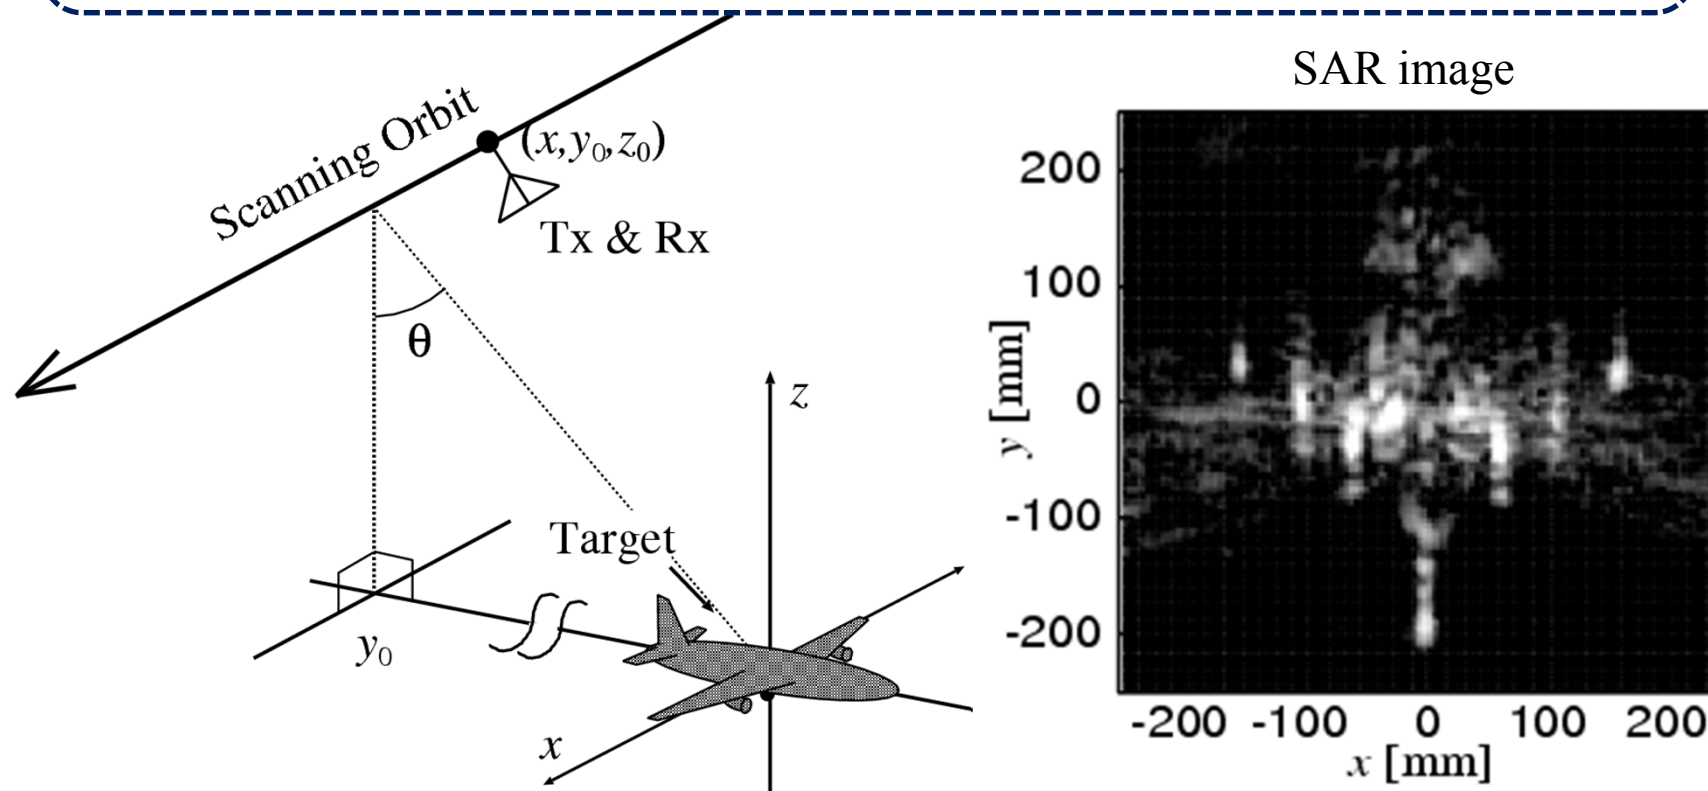 Scanning Orbit
(x,y₀,z₀)
Tx & Rx
θ
z
Target
y₀
x
SAR image
200
100
0
-100
-200
y [mm]
-200 -100 0 100 200
x [mm]